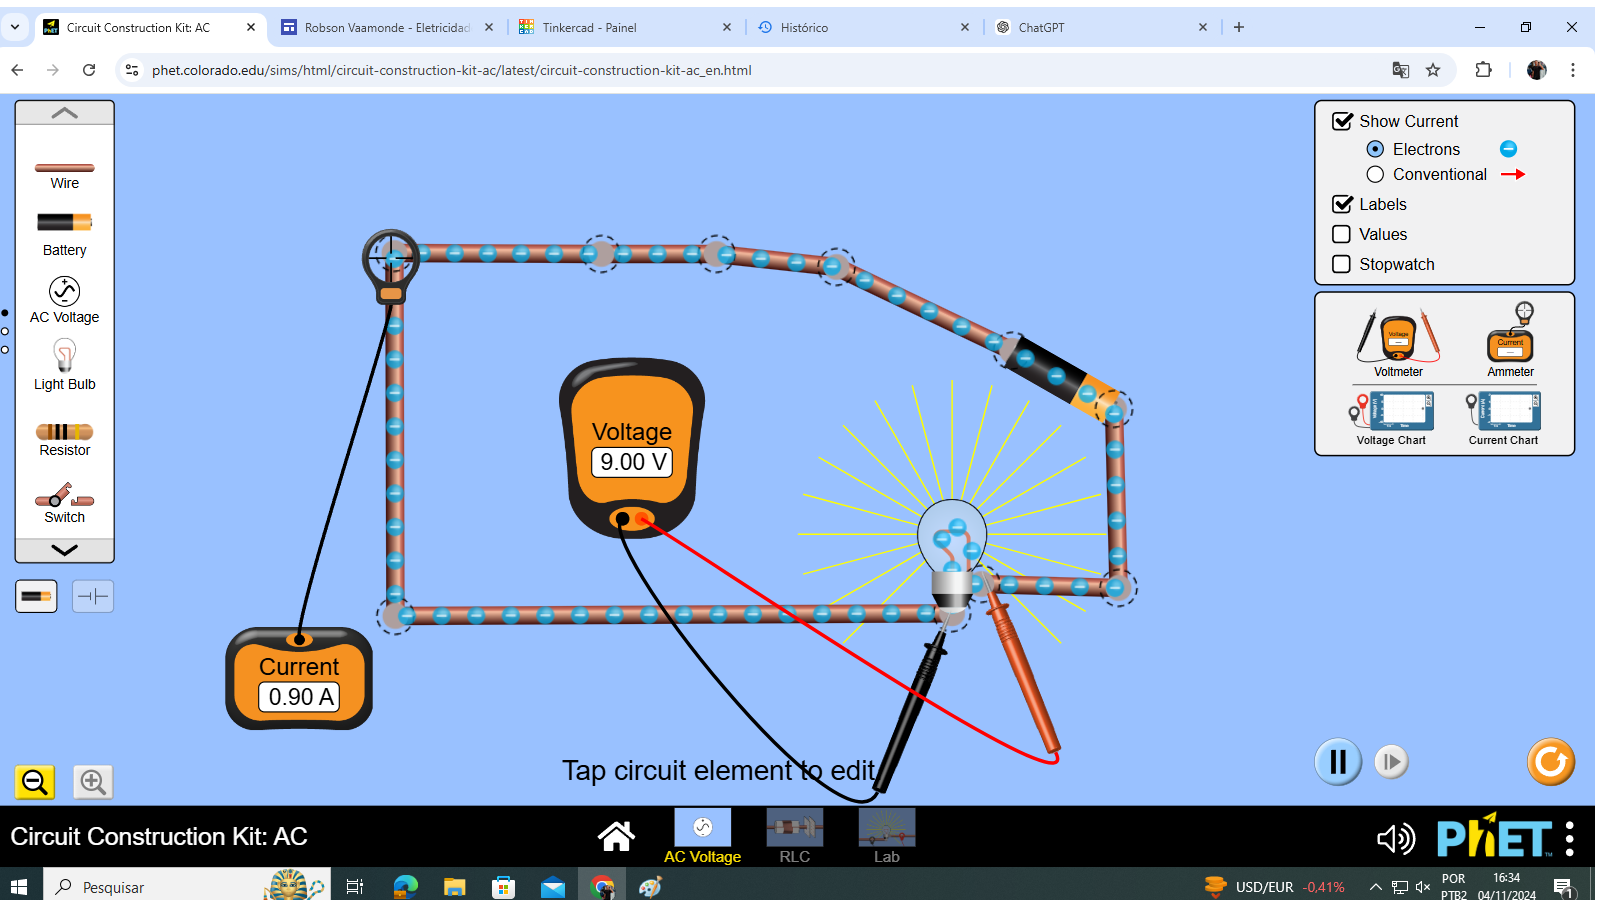 Circuit Construction Kit: AC
Robson Vaamonde - Eletricidad
Tinkercad - Painel
Histórico
ChatGPT
phet.colorado.edu/sims/html/circuit-construction-kit-ac/latest/circuit-construction-kit-ac_en.html
Wire
Battery
AC Voltage
Light Bulb
Resistor
Switch
Show Current
Electrons
Conventional
Labels
Values
Stopwatch
Voltage
Current
Voltmeter
Ammeter
Voltage Chart
Current Chart
Voltage
9.00 V
Current
0.90 A
Tap circuit element to edit.
Circuit Construction Kit: AC
AC Voltage
RLC
Lab
PhET
Pesquisar
USD/EUR -0,41%
POR
PTB2
16:34
04/11/2024
1